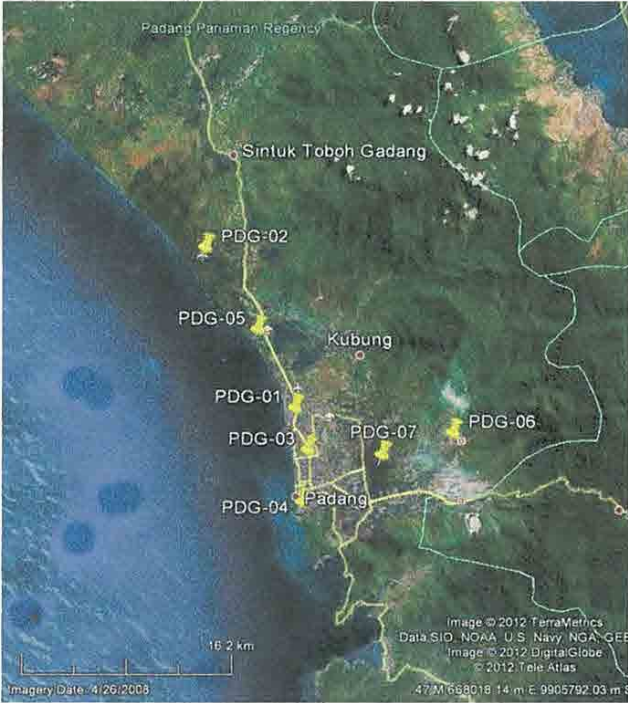 Padang Pariaman Regency
Sintuk Toboh Gadang
PDG-02
PDG-05
Kubung
PDG-01
PDG-06
PDG-03
PDG-07
PDG-04
Padang
Image © 2012 TerraMetrics
Data SIO, NOAA, U.S. Navy, NGA, GEB
Image © 2012 DigitalGlobe
© 2012 Tele Atlas
16.2 km
Imagery Date: 4/26/2008
47 M 668018.14 m E 9905792.03 m S